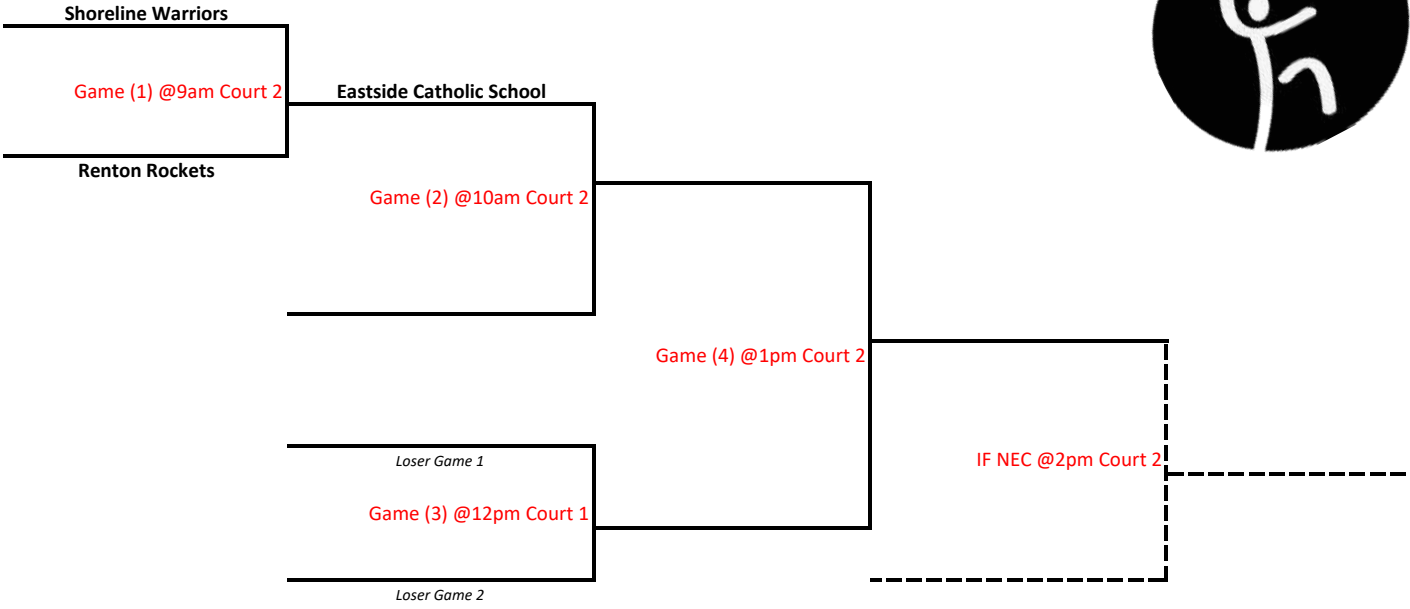 Shoreline Warriors
Game (1) @9am Court 2
Eastside Catholic School
Renton Rockets
Game (2) @10am Court 2
Game (4) @1pm Court 2
Loser Game 1
IF NEC @2pm Court 2
Game (3) @12pm Court 1
Loser Game 2